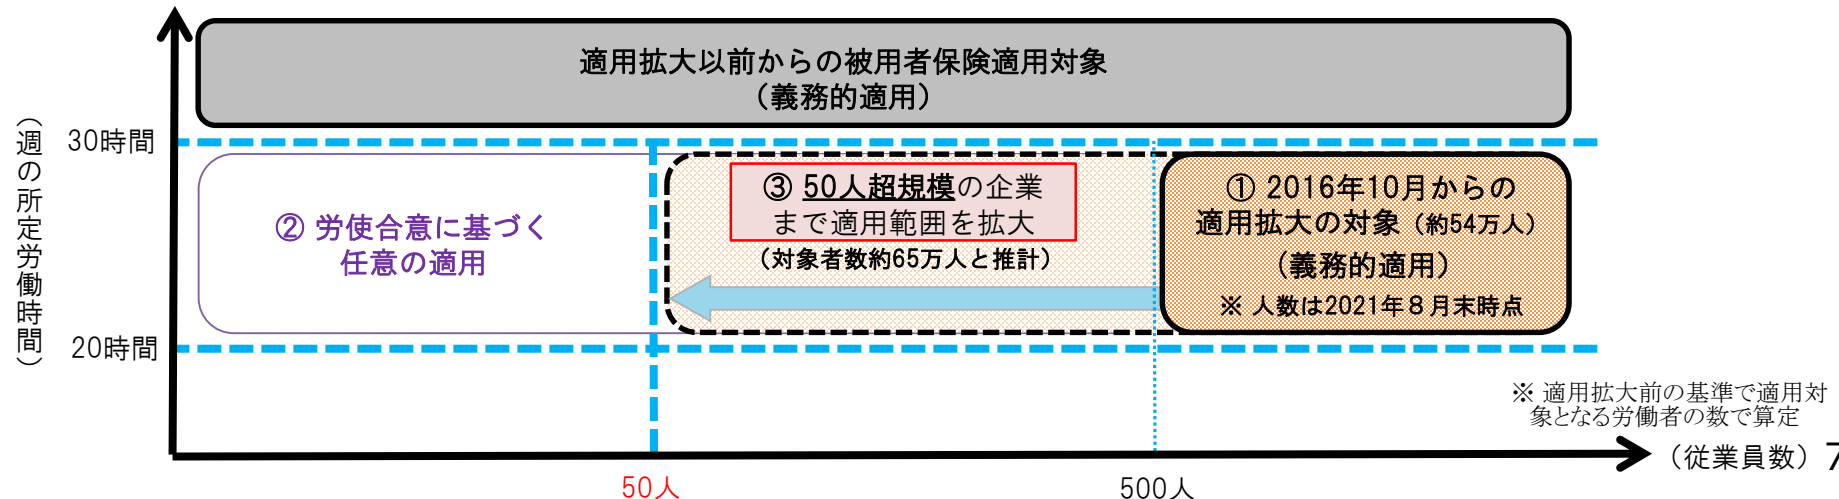 適用拡大以前からの被用者保険適用対象
（義務的適用）
（週の所定労働時間）
30時間
② 労使合意に基づく
任意の適用
③ 50人超規模の企業
まで適用範囲を拡大
（対象者数約65万人と推計）
① 2016年10月からの
適用拡大の対象（約54万人）
（義務的適用）
※ 人数は2021年８月末時点
20時間
※ 適用拡大前の基準で適用対
象となる労働者の数で算定
（従業員数）
7
50人
500人